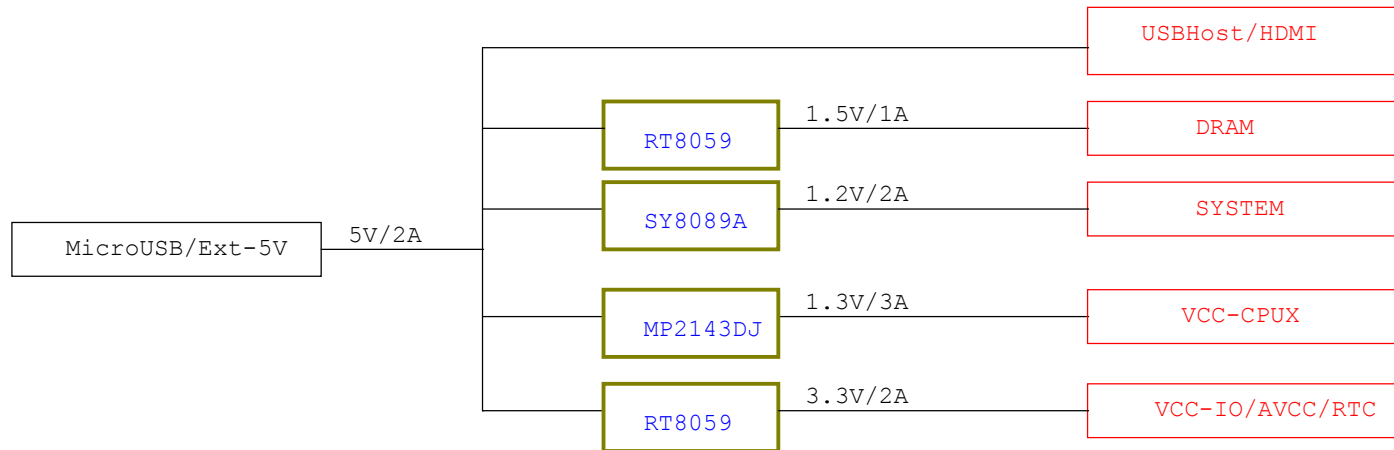 USBHost/HDMI
1.5V/1A
RT8059
DRAM
1.2V/2A
SY8089A
SYSTEM
MicroUSB/Ext-5V
5V/2A
1.3V/3A
MP2143DJ
VCC-CPUX
3.3V/2A
RT8059
VCC-IO/AVCC/RTC